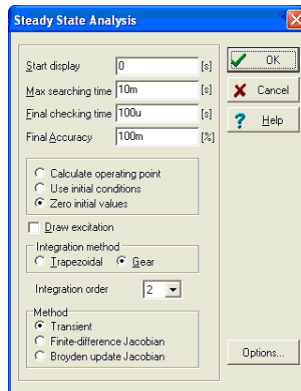 Steady State Analysis
Start display 0 [s]
Max searching time 10m [s]
Final checking time 100u [s]
Final Accuracy 100m [%]
Calculate operating point
Use initial conditions
Zero initial values
Draw excitation
Integration method
Trapezoidal Gear
Integration order 2
Method
Transient
Finite-difference Jacobian
Broyden update Jacobian
OK
Cancel
? Help
Options...